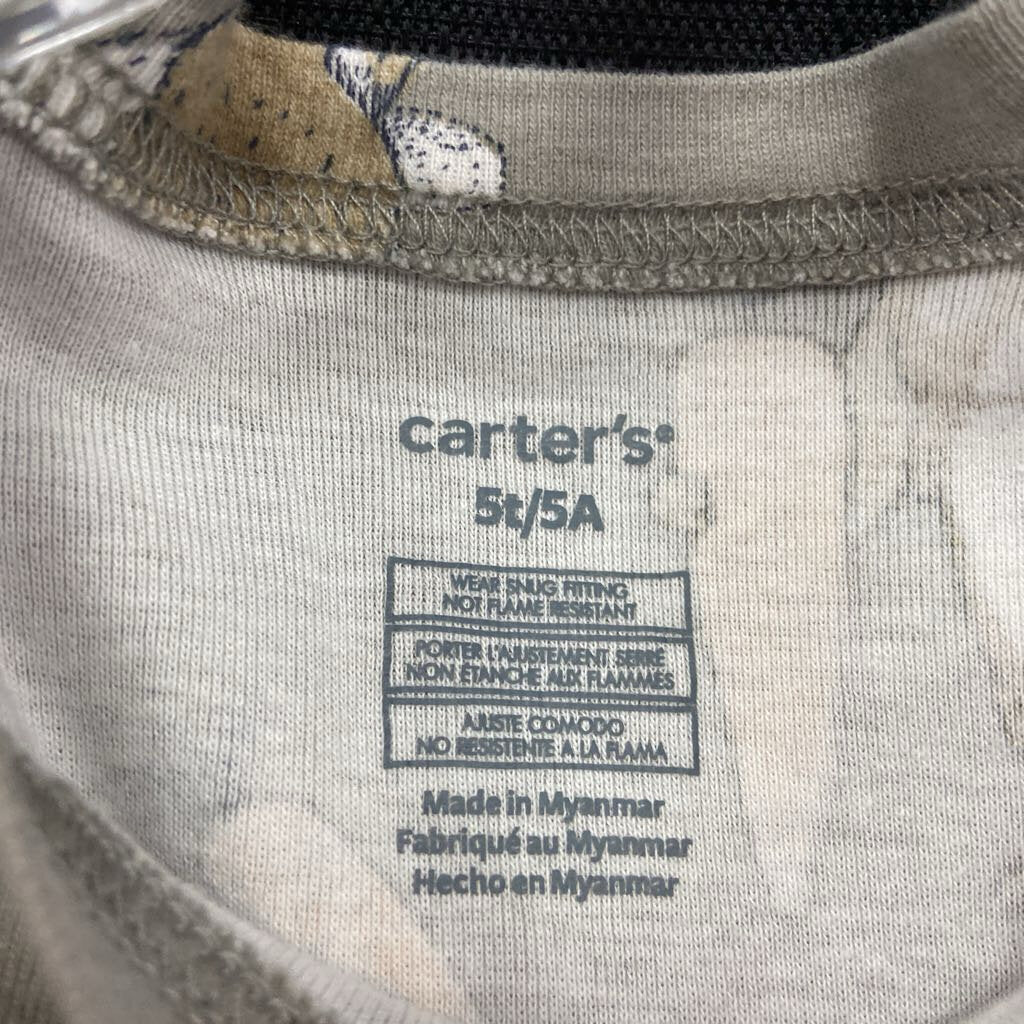 carter's®
5t/5A
WEAR SNUG FITTING
NOT FLAME RESISTANT
PORTER L'AJUSTEMENT SERRÉ
NON ÉTANCHE AUX FLAMMES
AJUSTE COMODO
NO RESISTENTE A LA FLAMA
Made in Myanmar
Fabriqué au Myanmar
Hecho en Myanmar